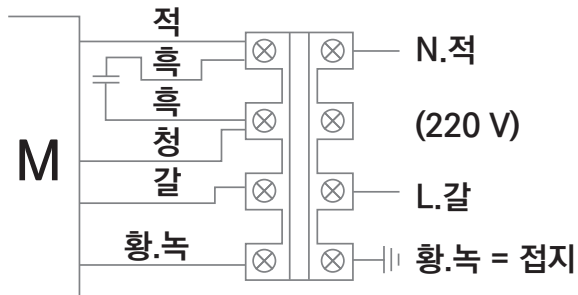 적
흑
흑
청
갈
황.녹
M
N.적
(220 V)
L.갈
황.녹 = 접지